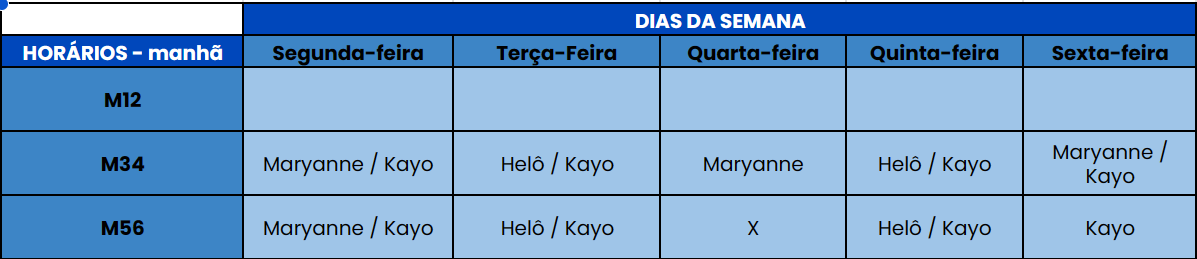 DIAS DA SEMANA
HORÁRIOS - manhã Segunda-feira Terça-Feira Quarta-feira Quinta-feira Sexta-feira
M12
M34 Maryanne / Kayo Helô / Kayo Maryanne Helô / Kayo Maryanne / Kayo
M56 Maryanne / Kayo Helô / Kayo X Helô / Kayo Kayo